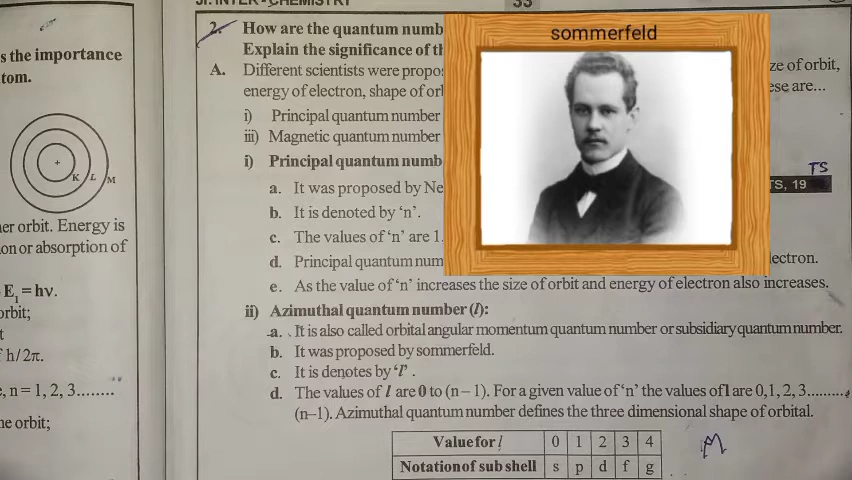 JI. INTER - CHEMISTRY
33
s the importance
tom.
+
K L M
er orbit. Energy is
on or absorption of
E₁ = hν.
orbit;
t
h/2π.
, n = 1, 2, 3........
ne orbit;
2. How are the quantum numb
Explain the significance of th
A. Different scientists were propo
ze of orbit,
energy of electron, shape of or
ese are...
i) Principal quantum number
iii) Magnetic quantum number
i) Principal quantum numb
TS
TS, 19
a. It was proposed by Ne
b. It is denoted by 'n'.
c. The values of 'n' are 1
d. Principal quantum num
lectron.
e. As the value of 'n' increases the size of orbit and energy of electron also increases.
sommerfeld
ii) Azimuthal quantum number (l):
a. It is also called orbital angular momentum quantum number or subsidiary quantum number.
b. It was proposed by sommerfeld.
c. It is denotes by 'l' .
d. The values of l are 0 to (n – 1). For a given value of 'n' the values of l are 0,1, 2, 3.........
(n–1). Azimuthal quantum number defines the three dimensional shape of orbital.
Value for l 0 1 2 3 4
Notation of sub shell s p d f g